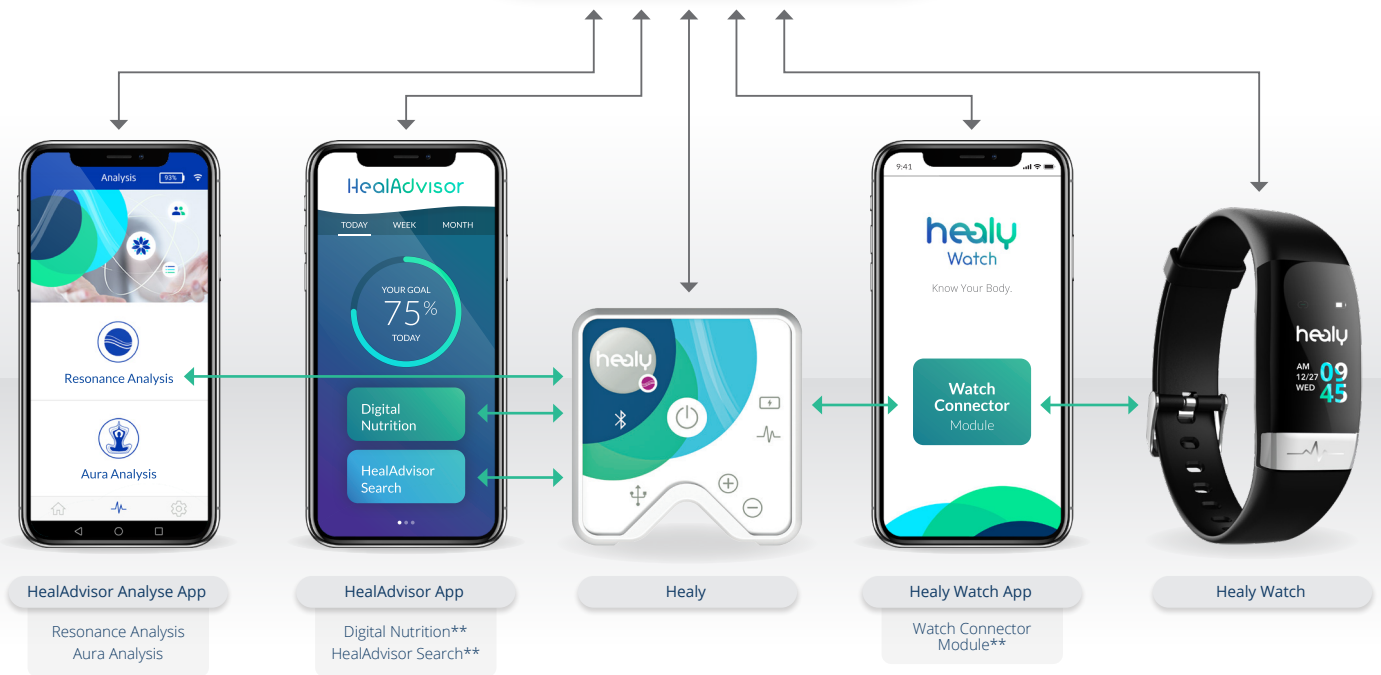 Analysis
93%
Resonance Analysis
Aura Analysis
HealAdvisor
TODAY
WEEK
MONTH
YOUR GOAL
75%
TODAY
Digital
Nutrition
HealAdvisor
Search
healy
9:41
healy
Watch
Know Your Body.
Watch
Connector
Module
healy
AM
12/27
WED
09
45
HealAdvisor Analyse App
Resonance Analysis
Aura Analysis
HealAdvisor App
Digital Nutrition**
HealAdvisor Search**
Healy
Healy Watch App
Watch Connector
Module**
Healy Watch